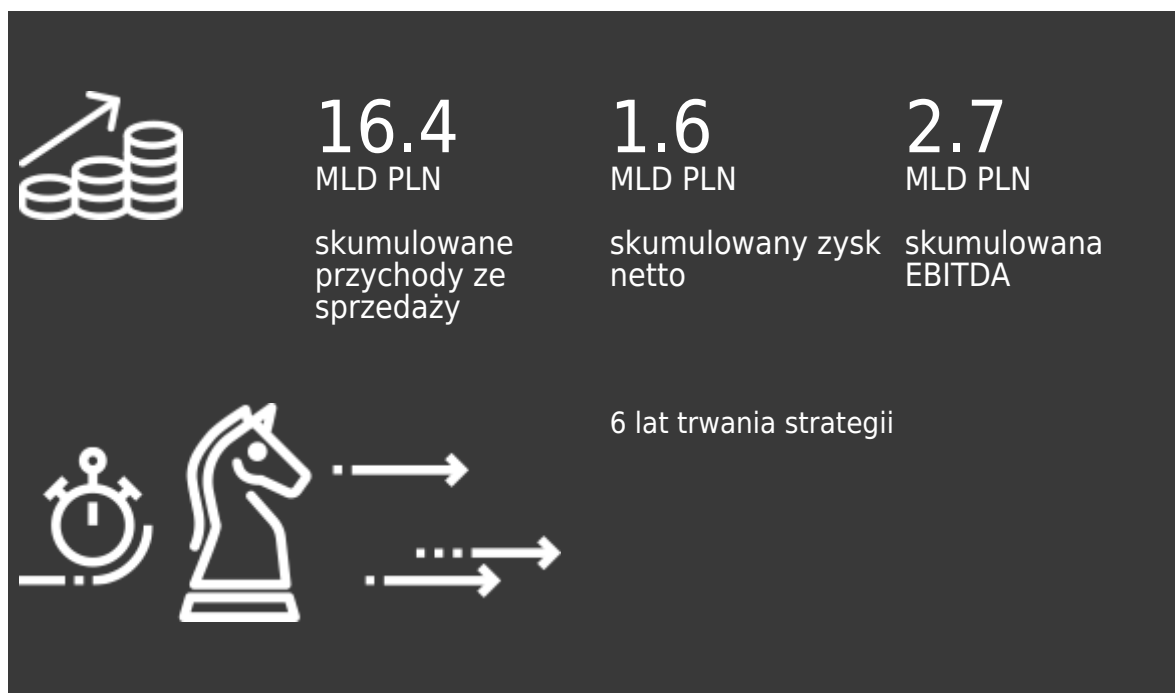 16.4
MLD PLN
skumulowane
przychody ze
sprzedaży
1.6
MLD PLN
skumulowany zysk
netto
2.7
MLD PLN
skumulowana
EBITDA
6 lat trwania strategii